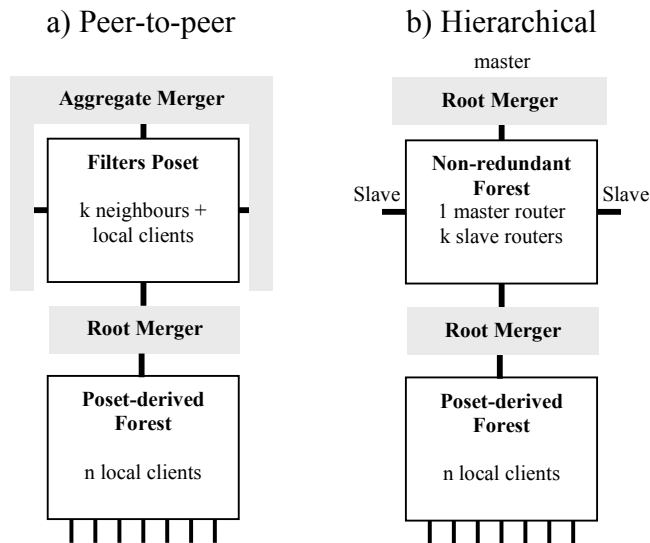 a) Peer-to-peer
Aggregate Merger
Filters Poset
k neighbours +
local clients
Root Merger
Poset-derived
Forest
n local clients
b) Hierarchical
master
Root Merger
Non-redundant
Forest
Slave
Slave
1 master router
k slave routers
Root Merger
Poset-derived
Forest
n local clients